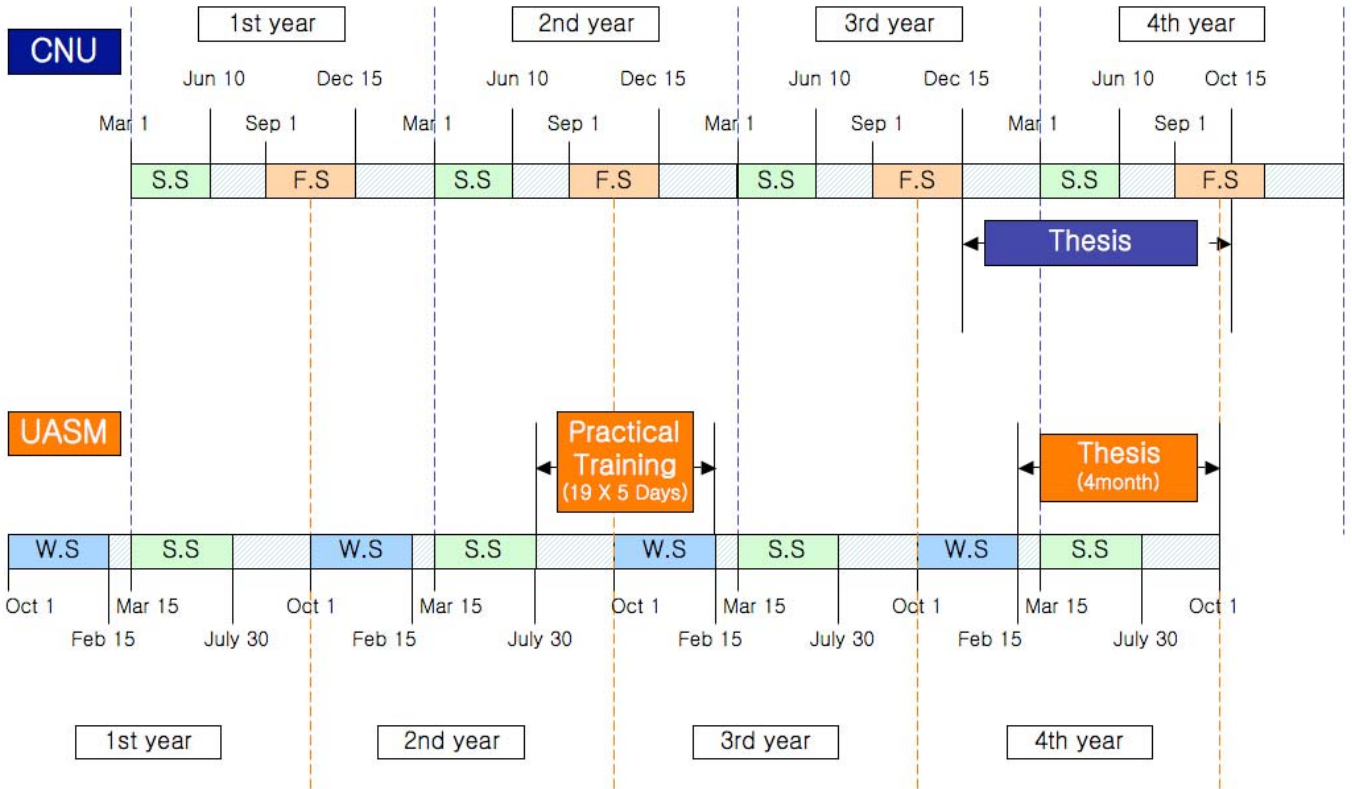 1st year
2nd year
3rd year
4th year
CNU
Jun 10
Dec 15
Jun 10
Dec 15
Jun 10
Dec 15
Jun 10
Oct 15
Mar 1
Sep 1
Mar 1
Sep 1
Mar 1
Sep 1
Mar 1
Sep 1
S.S
F.S
S.S
F.S
S.S
F.S
S.S
F.S
Thesis
UASM
Practical
Training
(19 X 5 Days)
Thesis
(4month)
W.S
S.S
W.S
S.S
W.S
S.S
W.S
S.S
Oct 1
Mar 15
Oct 1
Mar 15
Oct 1
Mar 15
Oct 1
Mar 15
Oct 1
Feb 15
July 30
Feb 15
July 30
Feb 15
July 30
Feb 15
July 30
1st year
2nd year
3rd year
4th year